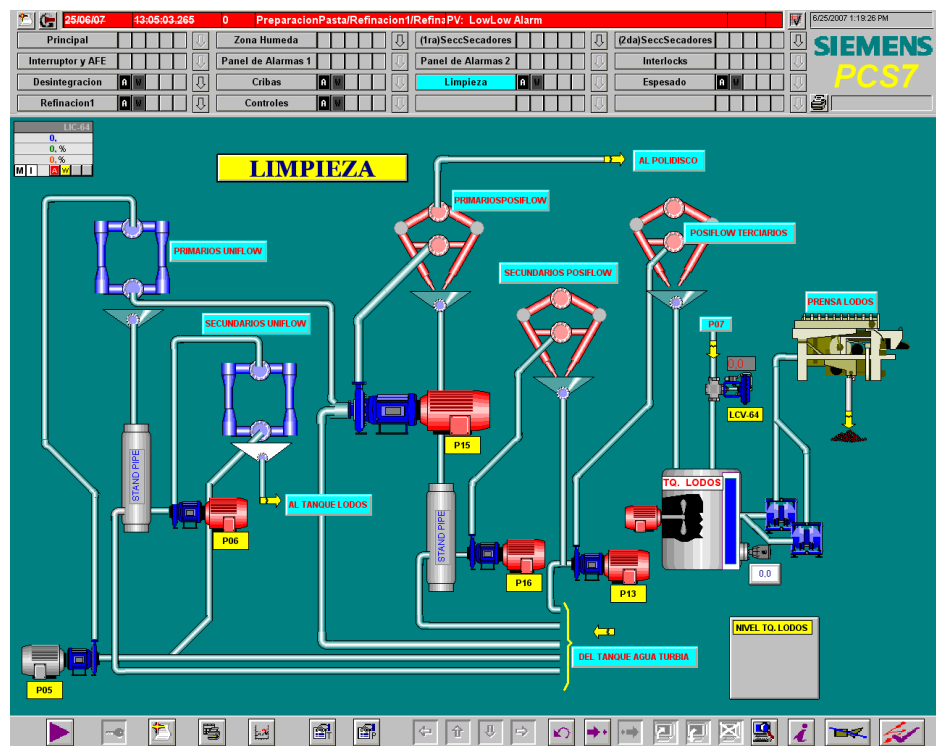 25/06/07 13:05:03.265 0 PreparacionPasta/Refinacion1/Refina PV: LowLow Alarm 6/25/2007 1:19:26 PM
Principal Zona Humeda (1ra)SeccSecadores (2da)SeccSecadores
SIEMENS
Interruptor y AFE Panel de Alarmas 1 Panel de Alarmas 2 Interlocks
PCS7
Desintegracion A W Cribas A W Limpieza A W Espesado A W
Refinacion1 A W Controles A W
LIC-64
0,
0, %
0, %
M I A W
LIMPIEZA
AL POLIDISCO
PRIMARIOSPOSIFLOW
POSIFLOW TERCIARIOS
PRIMARIOS UNIFLOW
SECUNDARIOS POSIFLOW
PRENSA LODOS
SECUNDARIOS UNIFLOW
P07
0,0
LCV-64
P15
STAND PIPE
TQ. LODOS
AL TANQUE LODOS
STAND PIPE
P06
P16
P13
0,0
NIVEL TQ. LODOS
DEL TANQUE AGUA TURBIA
P05